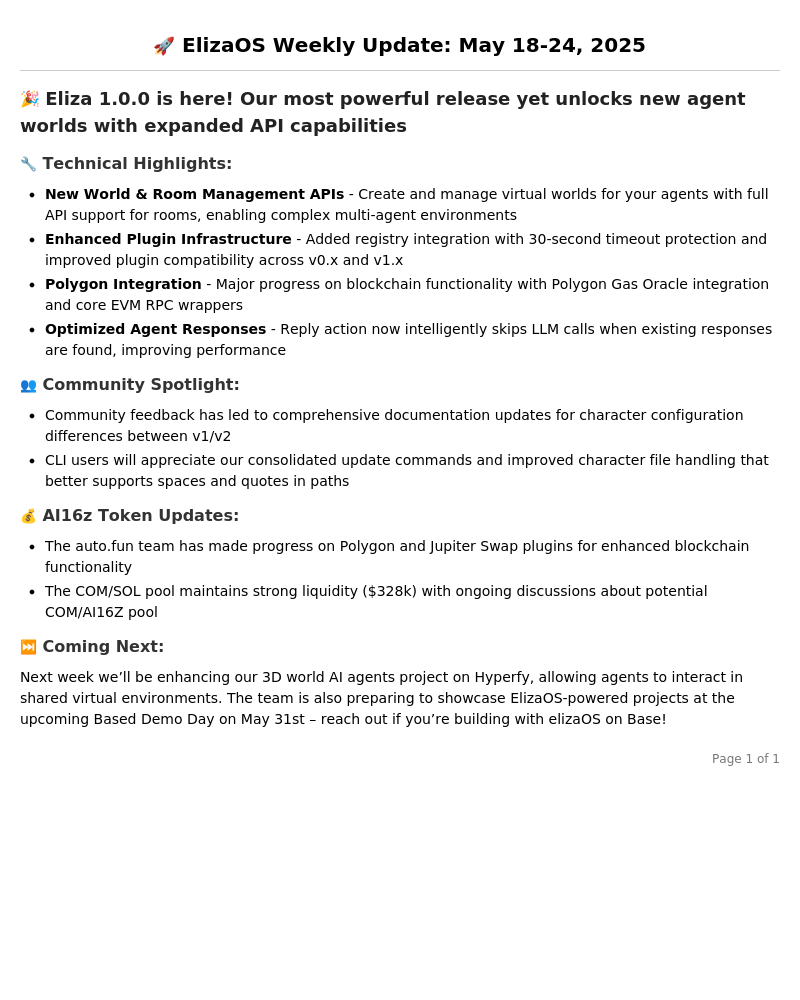 🚀 ElizaOS Weekly Update: May 18-24, 2025
🎉 Eliza 1.0.0 is here! Our most powerful release yet unlocks new agent
worlds with expanded API capabilities
🔧 Technical Highlights:
• New World & Room Management APIs - Create and manage virtual worlds for your agents with full
API support for rooms, enabling complex multi-agent environments
• Enhanced Plugin Infrastructure - Added registry integration with 30-second timeout protection and
improved plugin compatibility across v0.x and v1.x
• Polygon Integration - Major progress on blockchain functionality with Polygon Gas Oracle integration
and core EVM RPC wrappers
• Optimized Agent Responses - Reply action now intelligently skips LLM calls when existing responses
are found, improving performance
👥 Community Spotlight:
• Community feedback has led to comprehensive documentation updates for character configuration
differences between v1/v2
• CLI users will appreciate our consolidated update commands and improved character file handling that
better supports spaces and quotes in paths
💰 AI16z Token Updates:
• The auto.fun team has made progress on Polygon and Jupiter Swap plugins for enhanced blockchain
functionality
• The COM/SOL pool maintains strong liquidity ($328k) with ongoing discussions about potential
COM/AI16Z pool
⏭️ Coming Next:
Next week we’ll be enhancing our 3D world AI agents project on Hyperfy, allowing agents to interact in
shared virtual environments. The team is also preparing to showcase ElizaOS-powered projects at the
upcoming Based Demo Day on May 31st – reach out if you’re building with elizaOS on Base!
Page 1 of 1